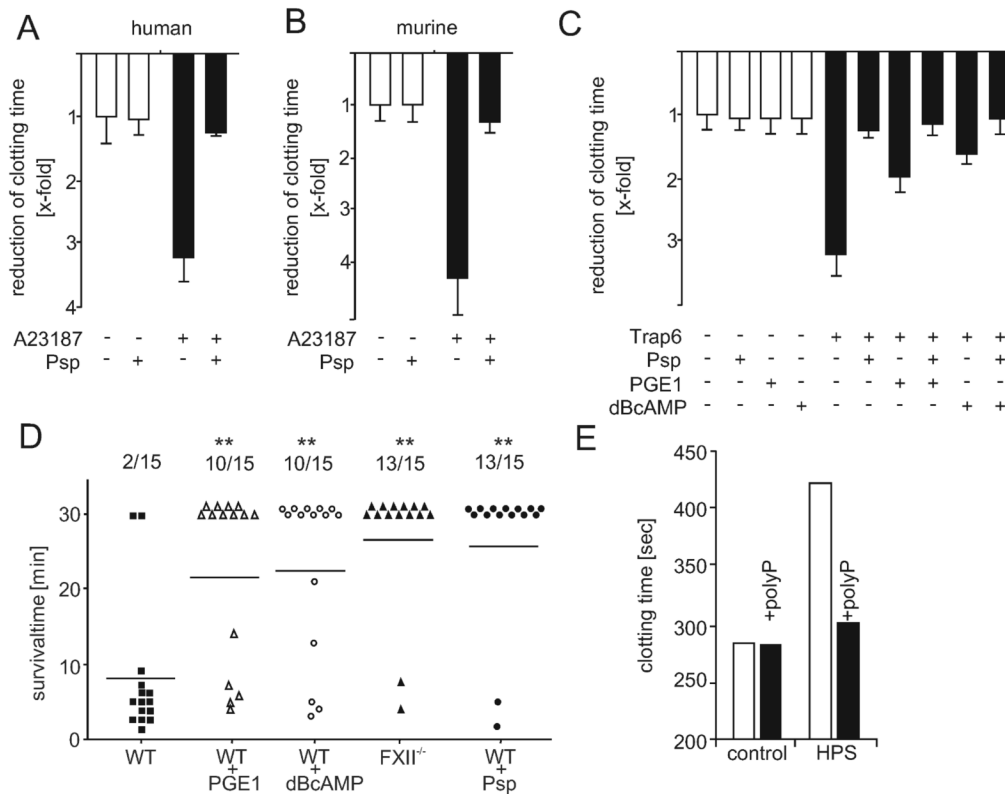 A
human
reduction of clotting time
[x-fold]
1
2
3
4
A23187 - - + +
Psp - + - +
B
murine
reduction of clotting time
[x-fold]
1
2
3
4
A23187 - - + +
Psp - + - +
C
reduction of clotting time
[x-fold]
1
2
3
Trap6 - - - - + + + + + +
Psp - + - - - + - + - +
PGE1 - - + - - - + + - -
dBcAMP - - - + - - - - + +
D
** ** ** **
2/15 10/15 10/15 13/15 13/15
survivaltime [min]
30
20
10
0
WT WT WT FXII-/- WT
+ + +
PGE1 dBcAMP Psp
E
clotting time [sec]
450
400
350
300
250
200
+polyP +polyP
control HPS